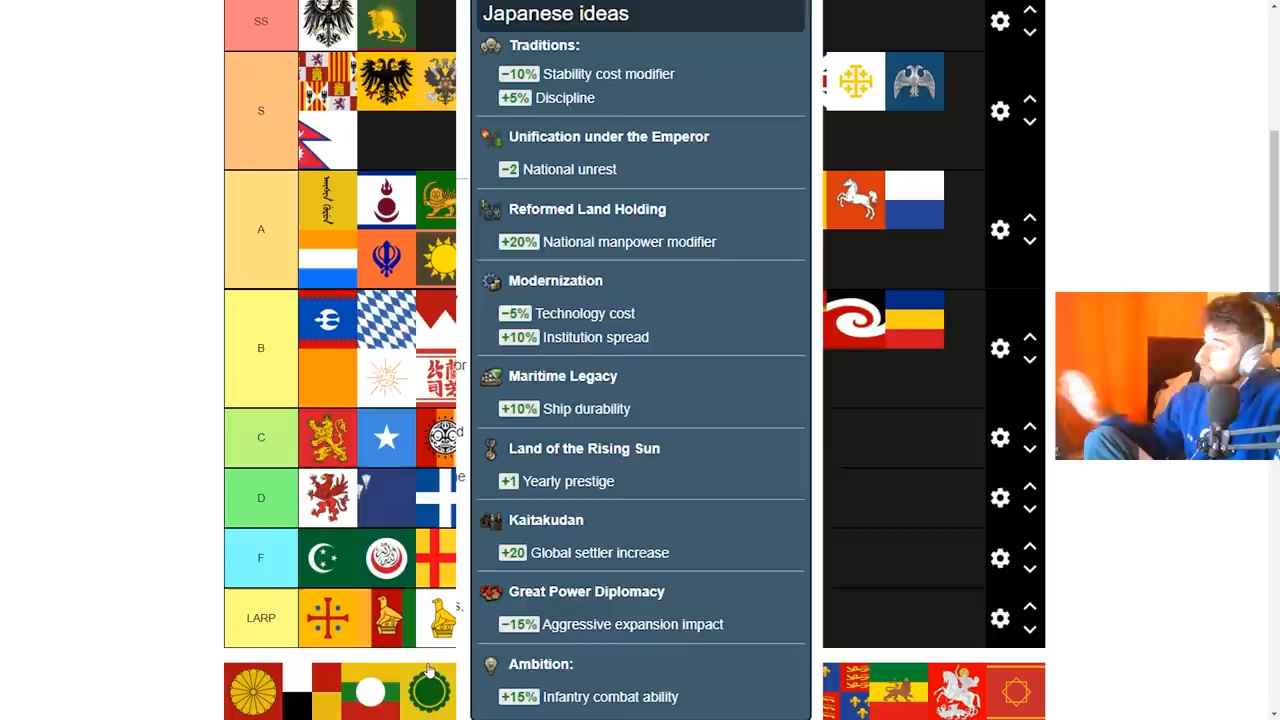 SS
S
A
B
C
D
F
LARP
Japanese ideas
Traditions:
−10% Stability cost modifier
+5% Discipline
Unification under the Emperor
−2 National unrest
Reformed Land Holding
+20% National manpower modifier
Modernization
−5% Technology cost
+10% Institution spread
Maritime Legacy
+10% Ship durability
Land of the Rising Sun
+1 Yearly prestige
Kaitakudan
+20 Global settler increase
Great Power Diplomacy
−15% Aggressive expansion impact
Ambition:
+15% Infantry combat ability
or
d
e
s,
公司